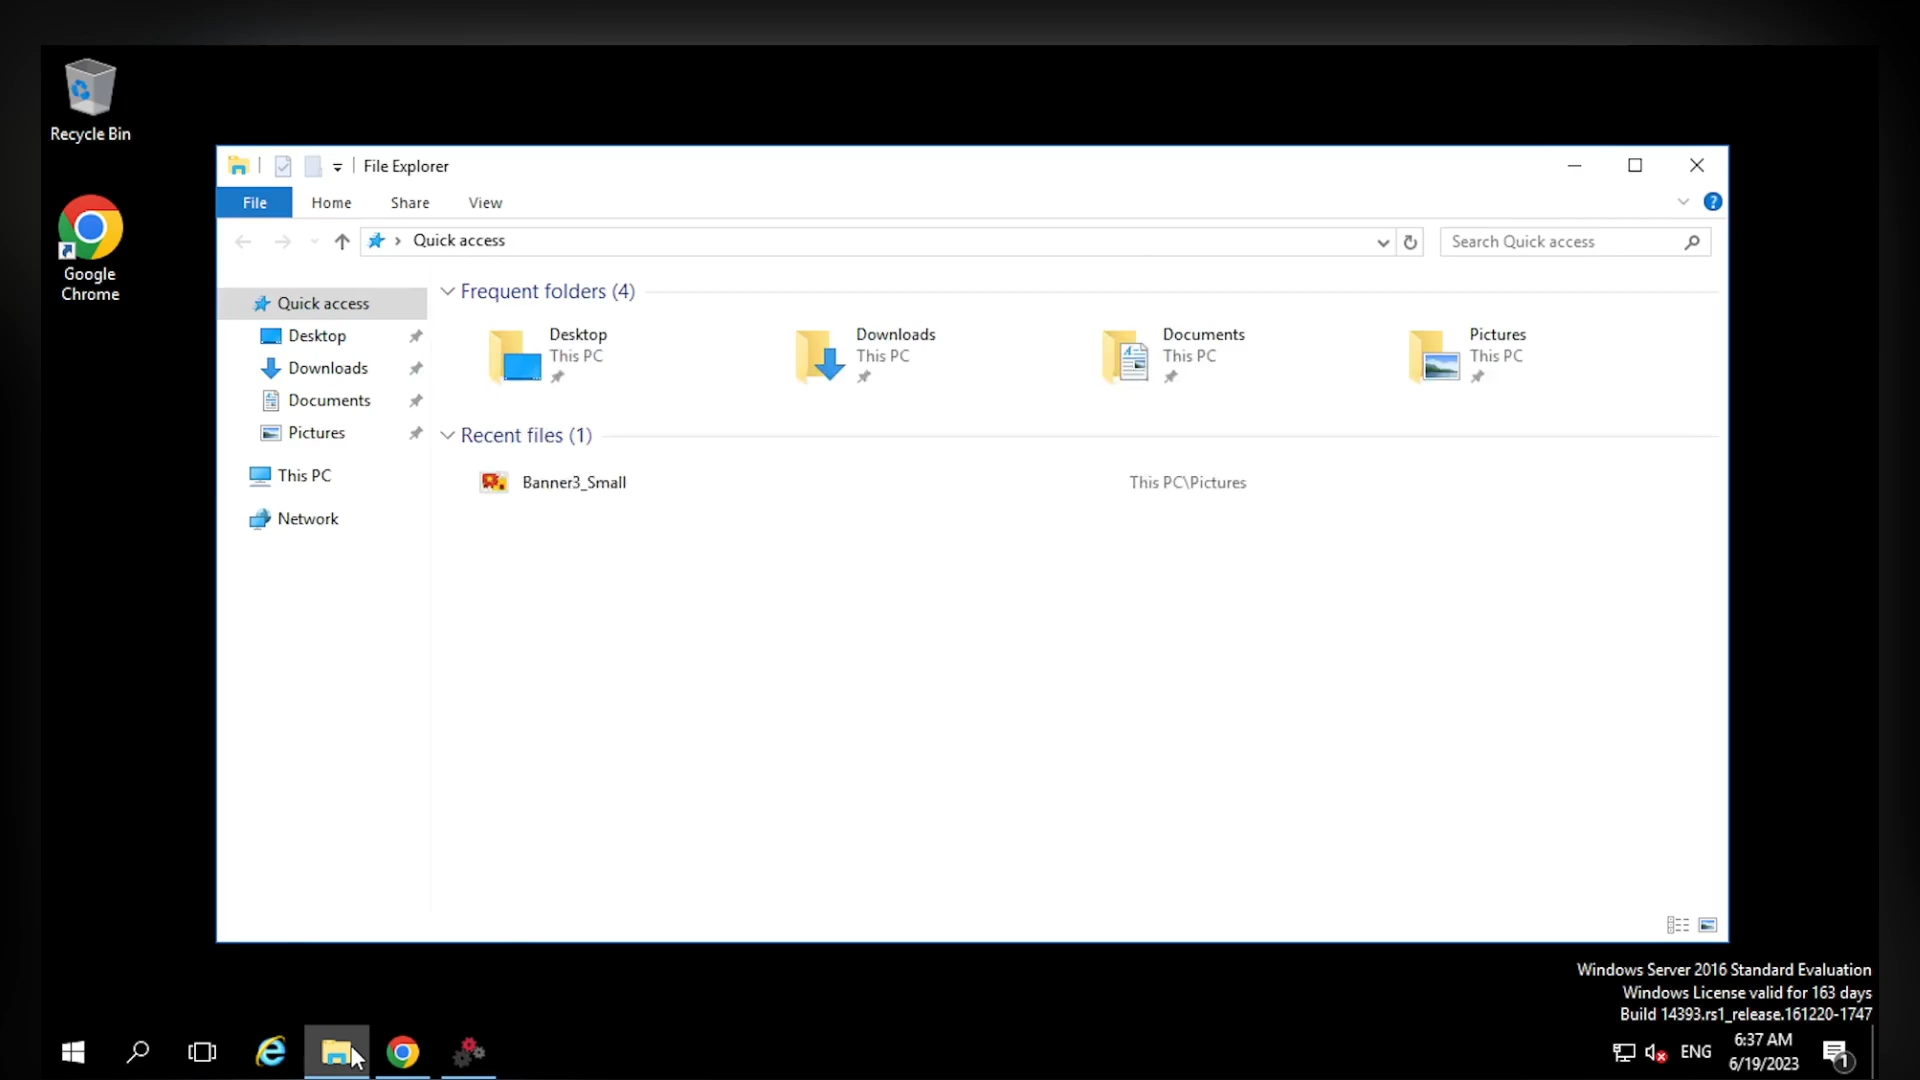 Recycle Bin
Google
Chrome
File Explorer
File
Home
Share
View
?
Quick access
Search Quick access
Quick access
Desktop
Downloads
Documents
Pictures
This PC
Network
Frequent folders (4)
Desktop
This PC
Downloads
This PC
Documents
This PC
Pictures
This PC
Recent files (1)
Banner3_Small
This PC\Pictures
Windows Server 2016 Standard Evaluation
Windows License valid for 163 days
Build 14393.rs1_release.161220-1747
ENG
6:37 AM
6/19/2023
1